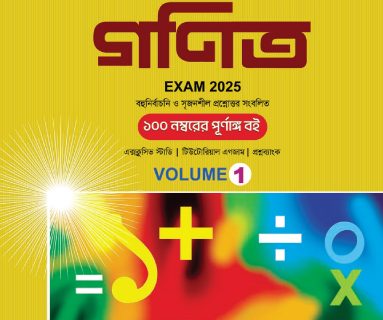 গণিত
EXAM 2025
বহুনির্বাচনি ও সৃজনশীল প্রশ্নোত্তর সংবলিত
১০০ নম্বরের পূর্ণাঙ্গ বই
এক্সক্লুসিভ স্টাডি | টিউটোরিয়াল এগজাম | প্রশ্নব্যাংক
VOLUME 1
= ১ + ÷ O
X